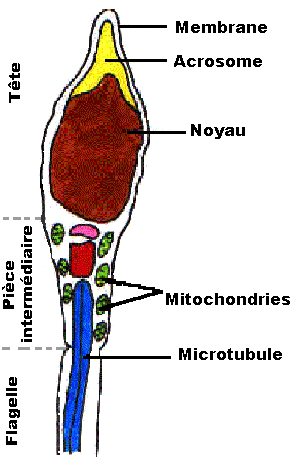 Membrane
Acrosome
Tête
Noyau
Pièce
intermédiaire
Mitochondries
Microtubule
Flagelle